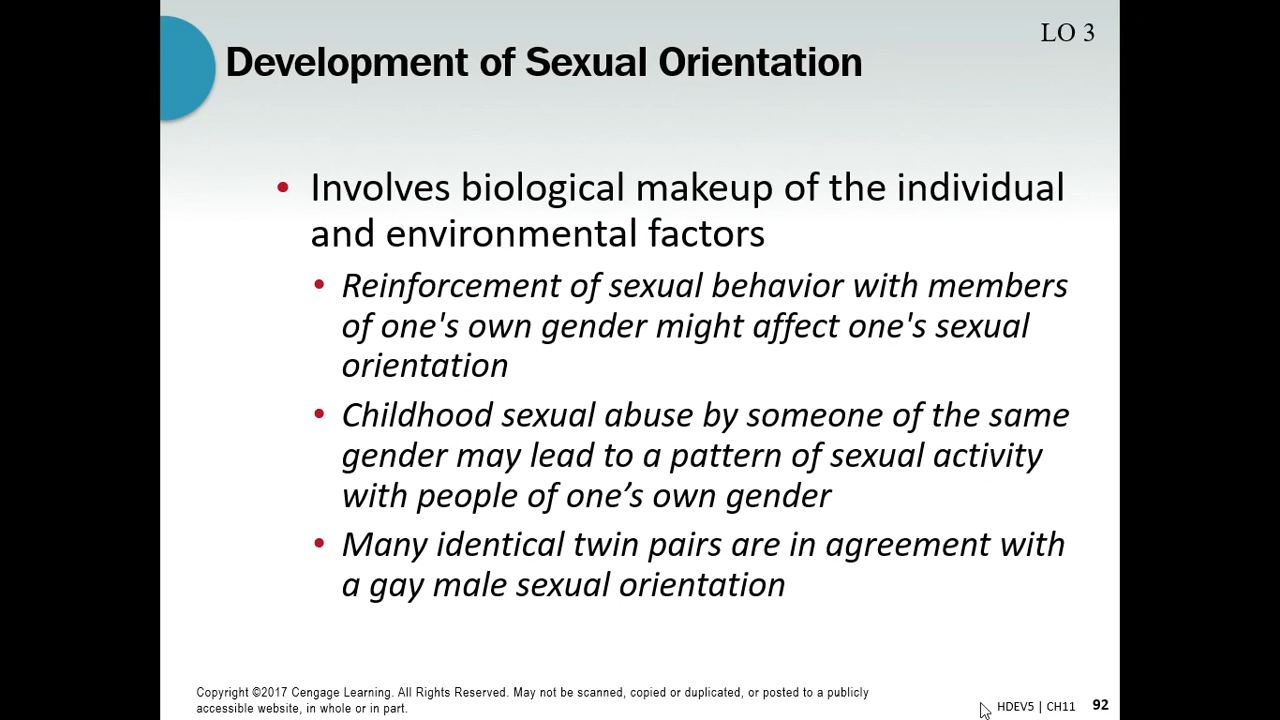 LO 3
Development of Sexual Orientation
• Involves biological makeup of the individual
and environmental factors
• Reinforcement of sexual behavior with members
of one's own gender might affect one's sexual
orientation
• Childhood sexual abuse by someone of the same
gender may lead to a pattern of sexual activity
with people of one’s own gender
• Many identical twin pairs are in agreement with
a gay male sexual orientation
Copyright ©2017 Cengage Learning. All Rights Reserved. May not be scanned, copied or duplicated, or posted to a publicly
accessible website, in whole or in part.
HDEV5 | CH11 92